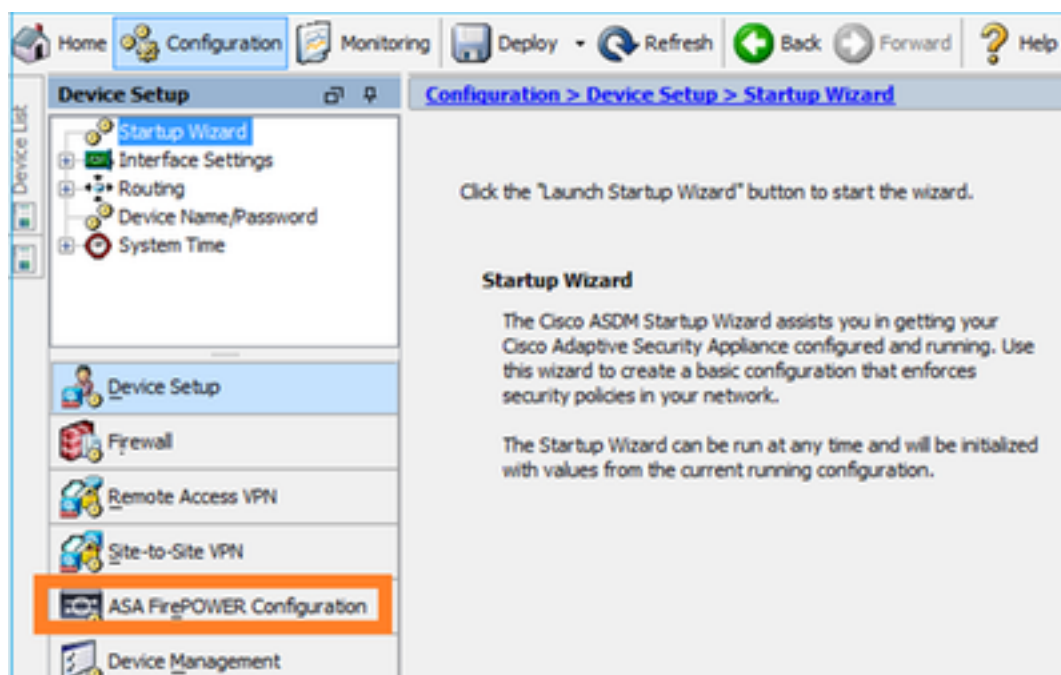 Home Configuration Monitoring Deploy Refresh Back Forward Help
Device List
Device Setup
Startup Wizard
Interface Settings
Routing
Device Name/Password
System Time
Device Setup
Firewall
Remote Access VPN
Site-to-Site VPN
ASA FirePOWER Configuration
Device Management
Configuration > Device Setup > Startup Wizard
Click the "Launch Startup Wizard" button to start the wizard.
Startup Wizard
The Cisco ASDM Startup Wizard assists you in getting your
Cisco Adaptive Security Appliance configured and running. Use
this wizard to create a basic configuration that enforces
security policies in your network.
The Startup Wizard can be run at any time and will be initialized
with values from the current running configuration.